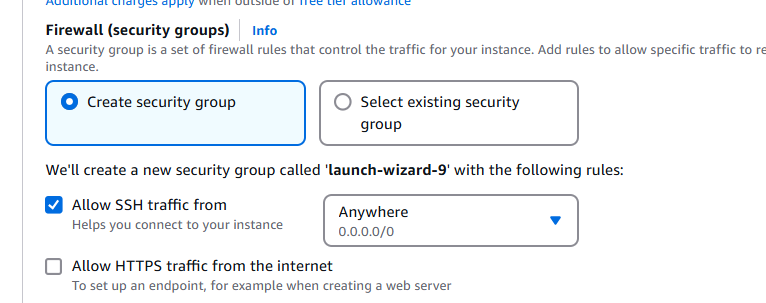 Additional charges apply when outside of free tier allowance
Firewall (security groups) Info
A security group is a set of firewall rules that control the traffic for your instance. Add rules to allow specific traffic to re
instance.
Create security group
Select existing security
group
We'll create a new security group called 'launch-wizard-9' with the following rules:
Allow SSH traffic from
Helps you connect to your instance
Anywhere
0.0.0.0/0
Allow HTTPS traffic from the internet
To set up an endpoint, for example when creating a web server